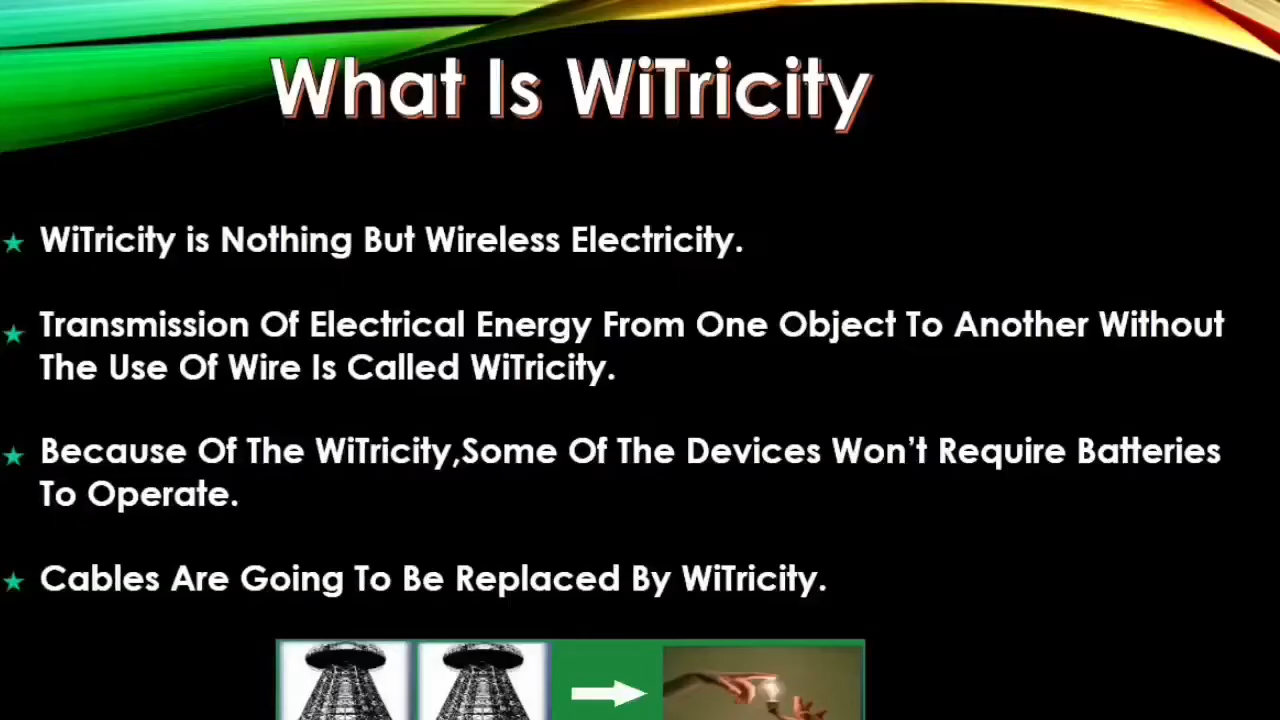 What Is WiTricity
WiTricity is Nothing But Wireless Electricity.
Transmission Of Electrical Energy From One Object To Another Without
The Use Of Wire Is Called WiTricity.
Because Of The WiTricity,Some Of The Devices Won’t Require Batteries
To Operate.
Cables Are Going To Be Replaced By WiTricity.